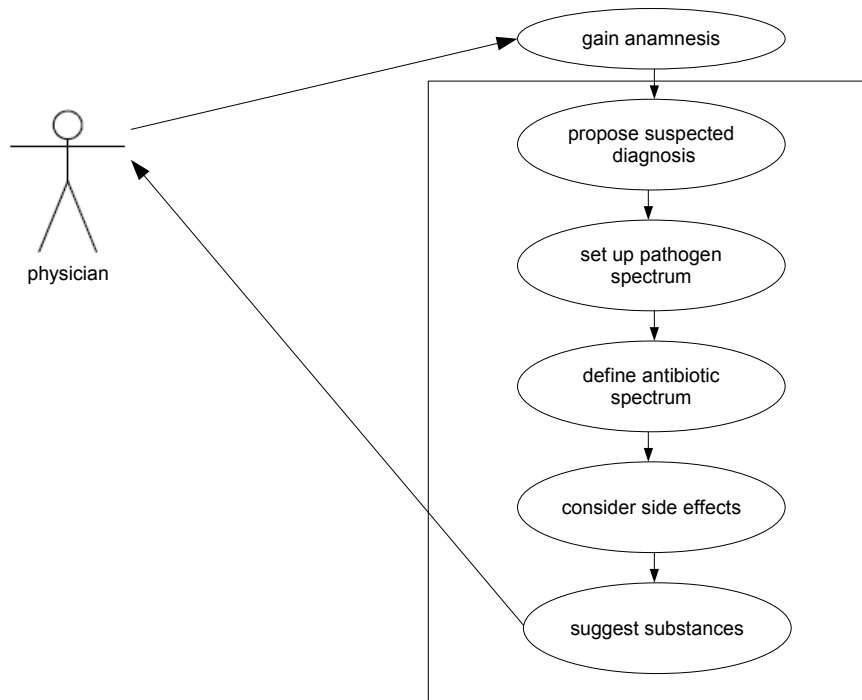 gain anamnesis
propose suspected
diagnosis
physician
set up pathogen
spectrum
define antibiotic
spectrum
consider side effects
suggest substances